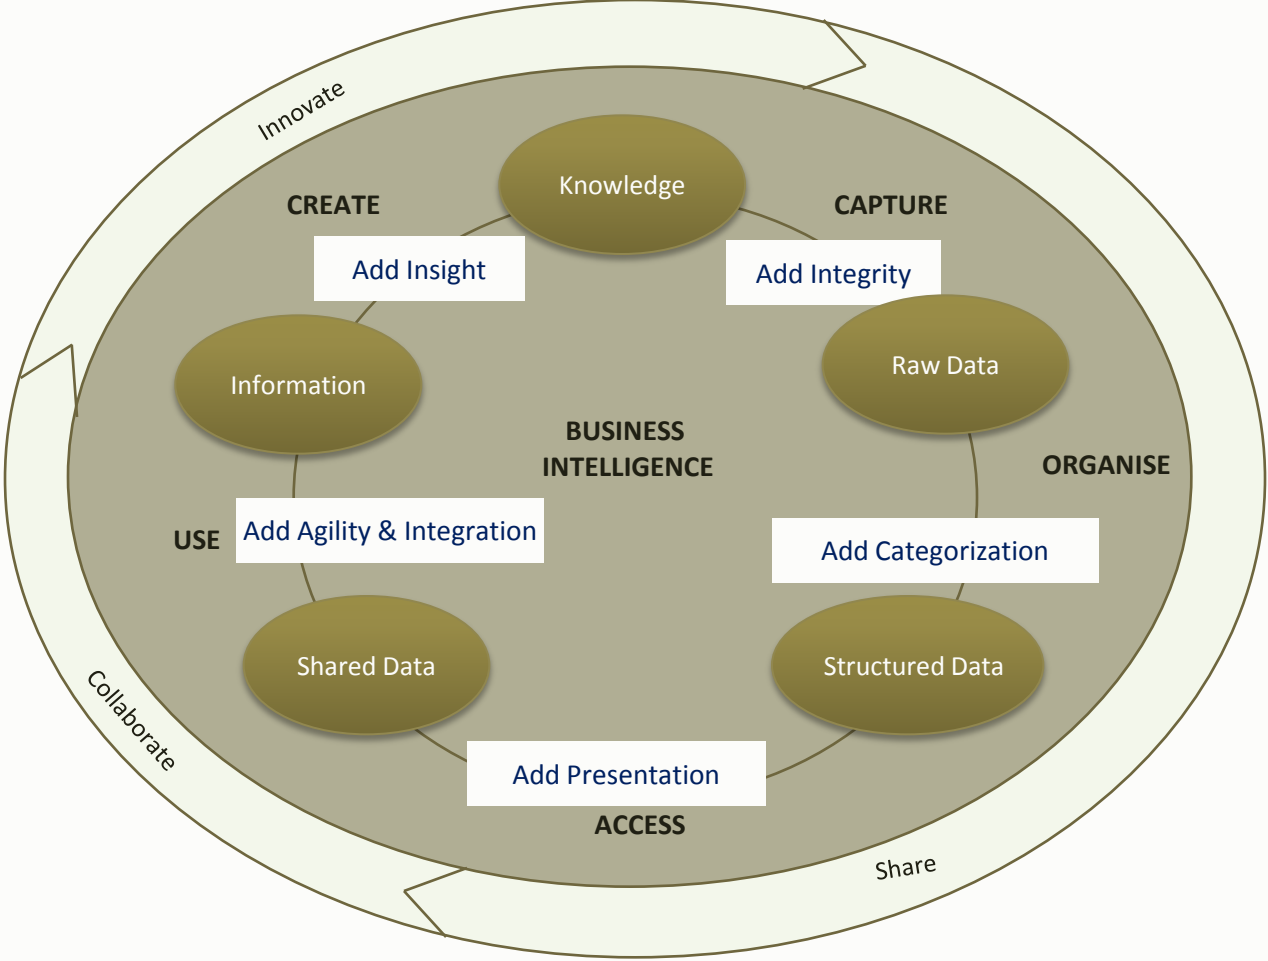 Innovate
Knowledge
CREATE
CAPTURE
Add Insight
Add Integrity
Raw Data
Information
BUSINESS
INTELLIGENCE
ORGANISE
USE
Add Agility & Integration
Add Categorization
Shared Data
Structured Data
Collaborate
Add Presentation
ACCESS
Share